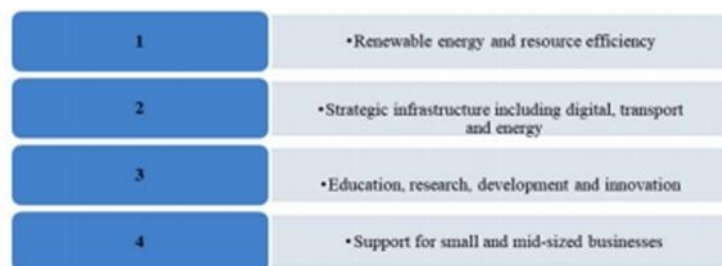 1
•Renewable energy and resource efficiency
2
•Strategic infrastructure including digital, transport
and energy
3
•Education, research, development and innovation
4
•Support for small and mid-sized businesses